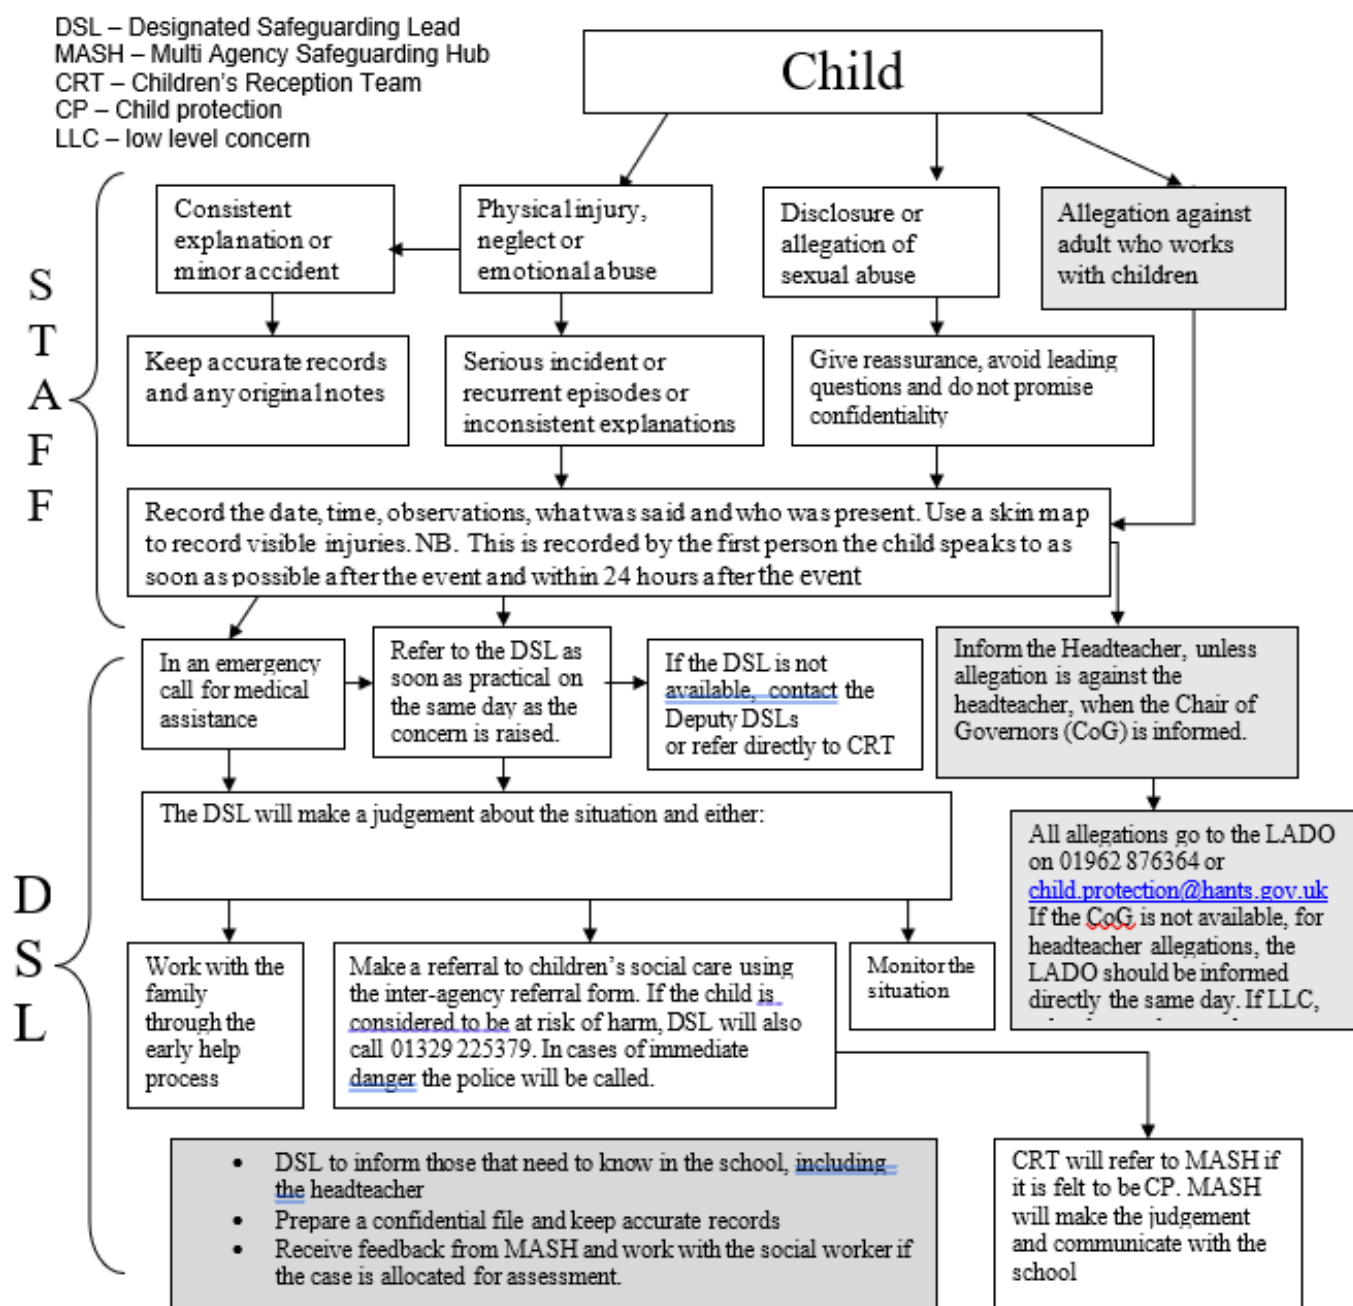 DSL – Designated Safeguarding Lead
MASH – Multi Agency Safeguarding Hub
CRT – Children's Reception Team
CP – Child protection
LLC – low level concern
Child
S
T
A
F
F
Consistent
explanation or
minor accident
Physical injury,
neglect or
emotional abuse
Disclosure or
allegation of
sexual abuse
Allegation against
adult who works
with children
Keep accurate records
and any original notes
Serious incident or
recurrent episodes or
inconsistent explanations
Give reassurance, avoid leading
questions and do not promise
confidentiality
Record the date, time, observations, what was said and who was present. Use a skin map
to record visible injuries. NB. This is recorded by the first person the child speaks to as
soon as possible after the event and within 24 hours after the event
D
S
L
In an emergency
call for medical
assistance
Refer to the DSL as
soon as practical on
the same day as the
concern is raised.
If the DSL is not
available, contact the
Deputy DSLs
or refer directly to CRT
Inform the Headteacher, unless
allegation is against the
headteacher, when the Chair of
Governors (CoG) is informed.
The DSL will make a judgement about the situation and either:
All allegations go to the LADO
on 01962 876364 or
child.protection@hants.gov.uk
If the CoG is not available, for
headteacher allegations, the
LADO should be informed
directly the same day. If LLC,
Work with the
family
through the
early help
process
Make a referral to children's social care using
the inter-agency referral form. If the child is
considered to be at risk of harm, DSL will also
call 01329 225379. In cases of immediate
danger the police will be called.
Monitor the
situation
• DSL to inform those that need to know in the school, including
the headteacher
• Prepare a confidential file and keep accurate records
• Receive feedback from MASH and work with the social worker if
the case is allocated for assessment.
CRT will refer to MASH if
it is felt to be CP. MASH
will make the judgement
and communicate with the
school